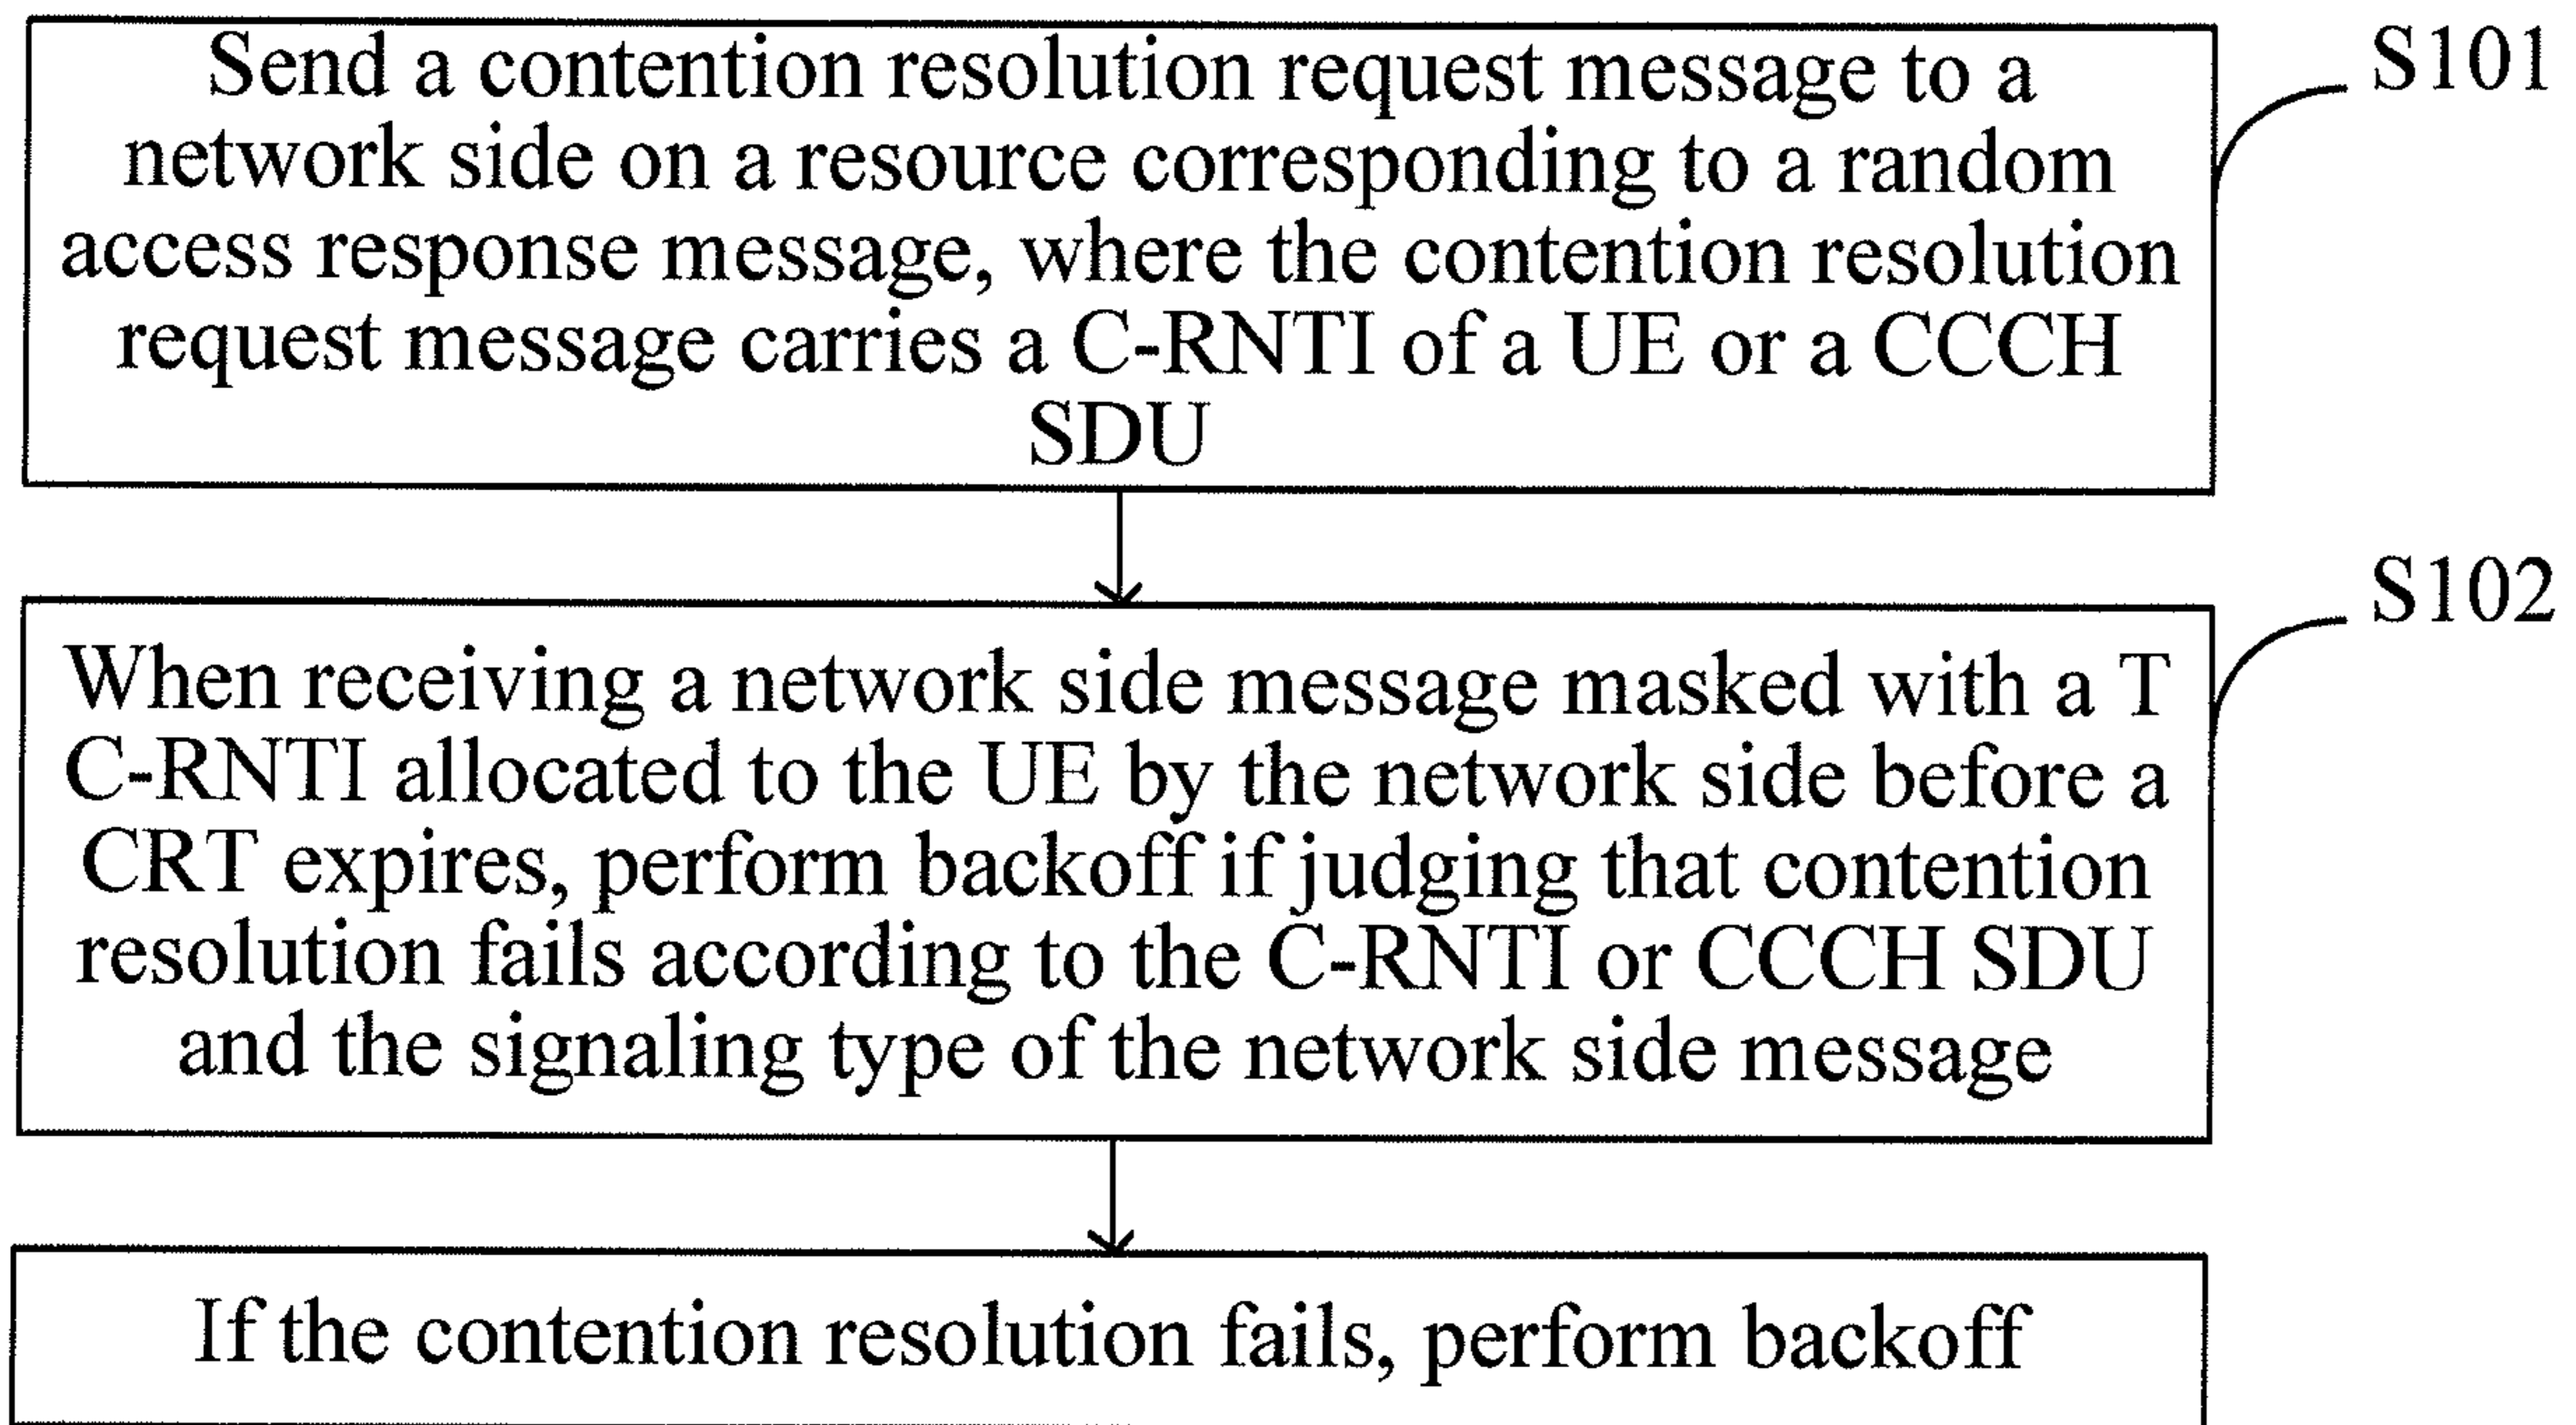 Send a contention resolution request message to a
network side on a resource corresponding to a random
access response message, where the contention resolution
request message carries a C-RNTI of a UE or a CCCH
SDU
S101
When receiving a network side message masked with a T
C-RNTI allocated to the UE by the network side before a
CRT expires, perform backoff if judging that contention
resolution fails according to the C-RNTI or CCCH SDU
and the signaling type of the network side message
S102
If the contention resolution fails, perform backoff